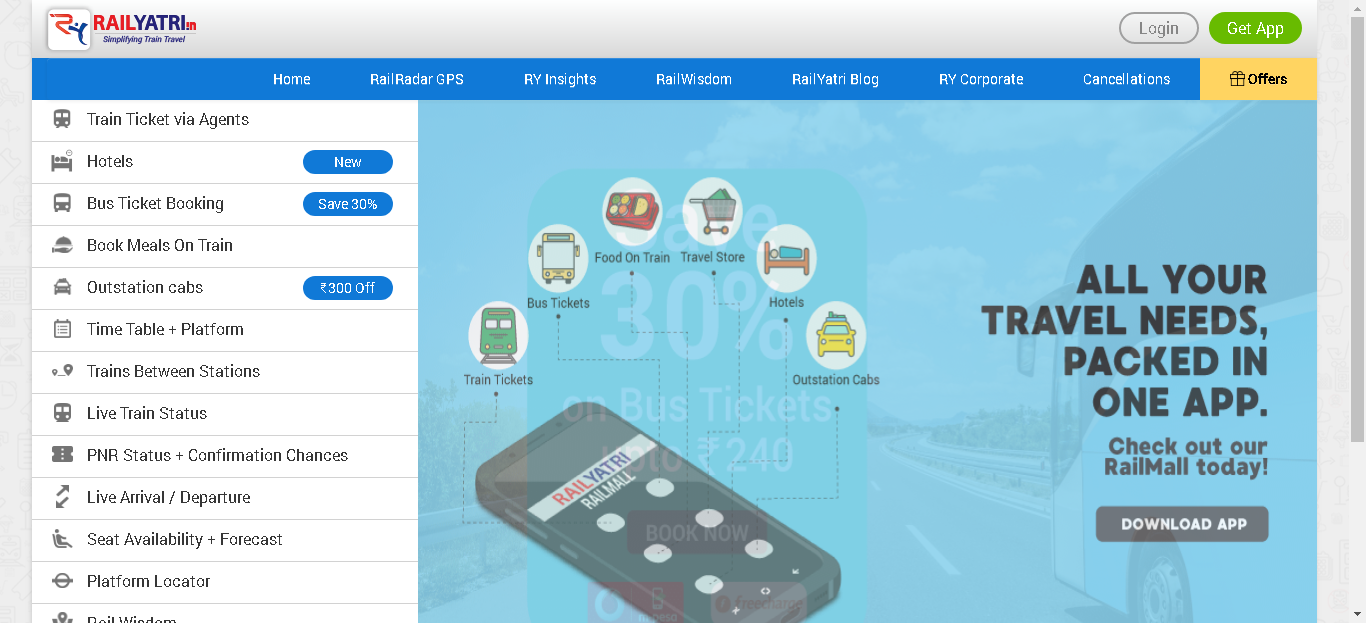 RAILYATRI.in
Simplifying Train Travel
Login
Get App
Home
RailRadar GPS
RY Insights
RailWisdom
RailYatri Blog
RY Corporate
Cancellations
Offers
Train Ticket via Agents
Hotels
New
Bus Ticket Booking
Save 30%
Book Meals On Train
Outstation cabs
₹300 Off
Time Table + Platform
Trains Between Stations
Live Train Status
PNR Status + Confirmation Chances
Live Arrival / Departure
Seat Availability + Forecast
Platform Locator
Rail Wisdom
Save
30%
on Bus Tickets
upto ₹240
BOOK NOW
freecharge
Food On Train
Travel Store
Bus Tickets
Hotels
Train Tickets
Outstation Cabs
RAILYATRI
RAILMALL
ALL YOUR
TRAVEL NEEDS,
PACKED IN
ONE APP.
Check out our
RailMall today!
DOWNLOAD APP